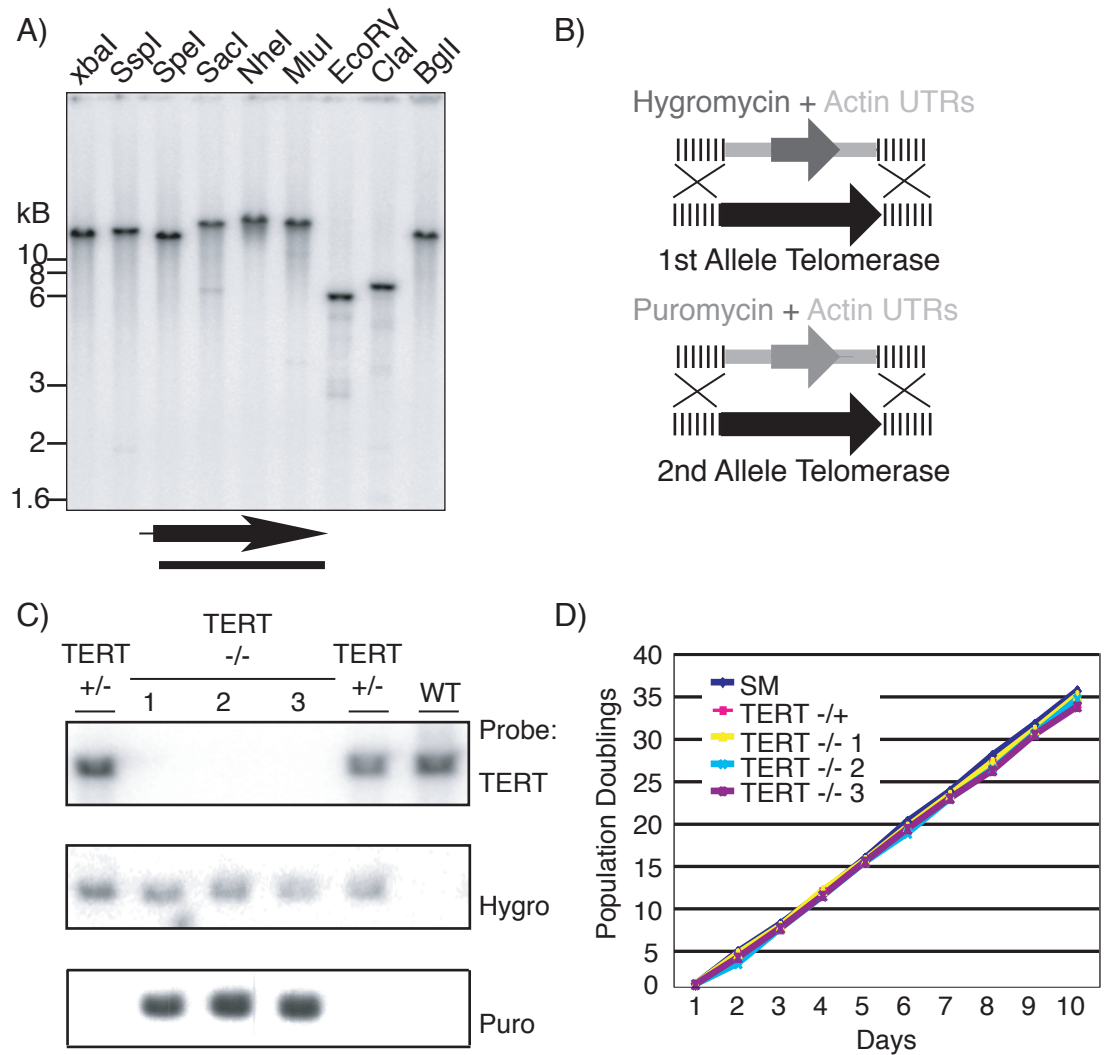 A)
xbaI SspI SpeI SacI NheI MluI EcoRV ClaI BglI
kB
10
8
6
3
2
1.6
B)
Hygromycin + Actin UTRs
1st Allele Telomerase
Puromycin + Actin UTRs
2nd Allele Telomerase
C)
TERT +/-
TERT -/-
1 2 3
TERT +/-
WT
Probe:
TERT
Hygro
Puro
D)
Population Doublings
40
35
30
25
20
15
10
5
0
SM
TERT -/+
TERT -/- 1
TERT -/- 2
TERT -/- 3
1 2 3 4 5 6 7 8 9 10
Days